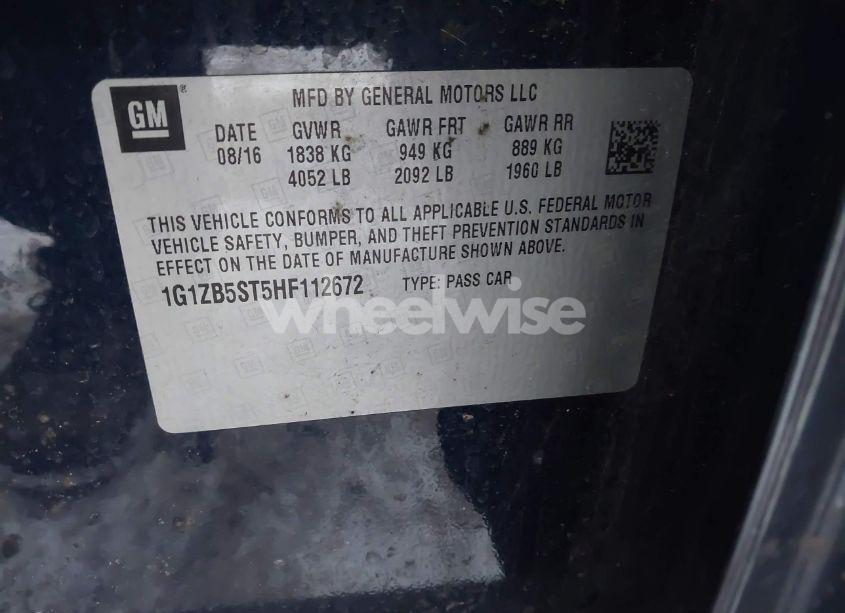 GM®
MFD BY GENERAL MOTORS LLC
DATE GVWR GAWR FRT GAWR RR
08/16 1838 KG 949 KG 889 KG
4052 LB 2092 LB 1960 LB
THIS VEHICLE CONFORMS TO ALL APPLICABLE U.S. FEDERAL MOTOR
VEHICLE SAFETY, BUMPER, AND THEFT PREVENTION STANDARDS IN
EFFECT ON THE DATE OF MANUFACTURE SHOWN ABOVE.
1G1ZB5ST5HF112672 TYPE: PASS CAR
wheelwise